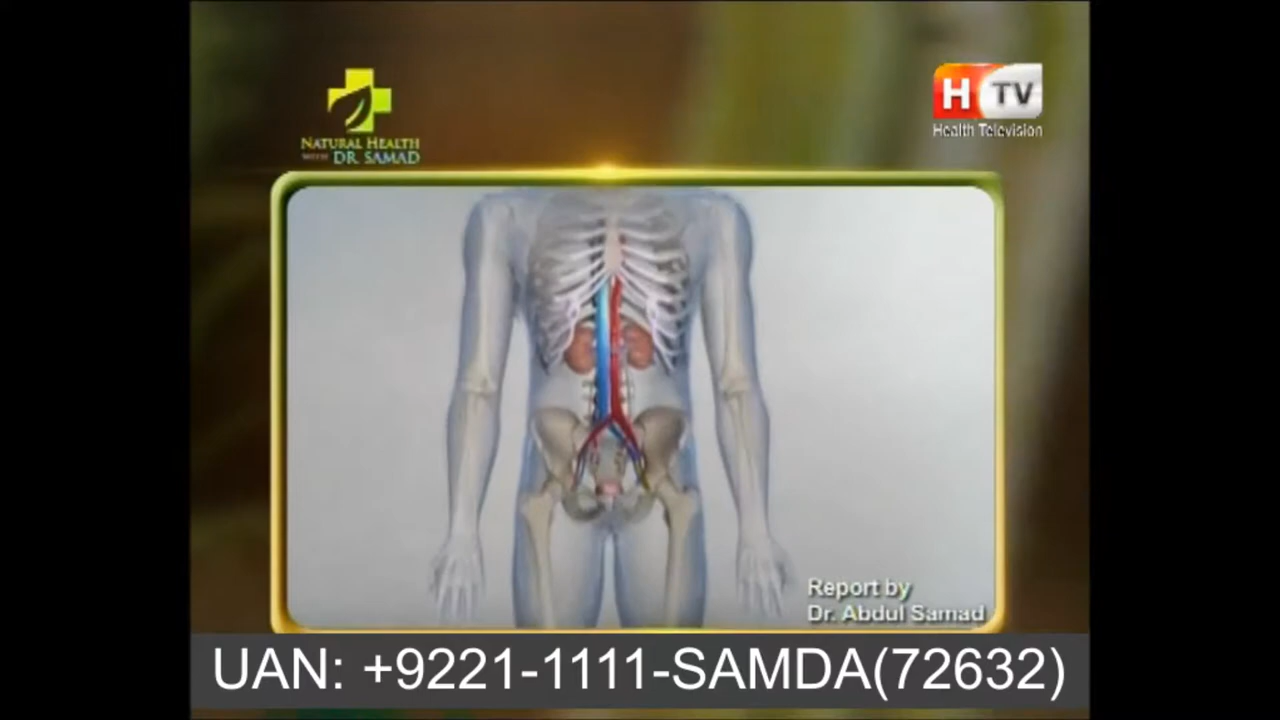 H TV
Health Television
NATURAL HEALTH
WITH DR. SAMAD
Report by
Dr. Abdul Samad
UAN: +9221-1111-SAMDA(72632)